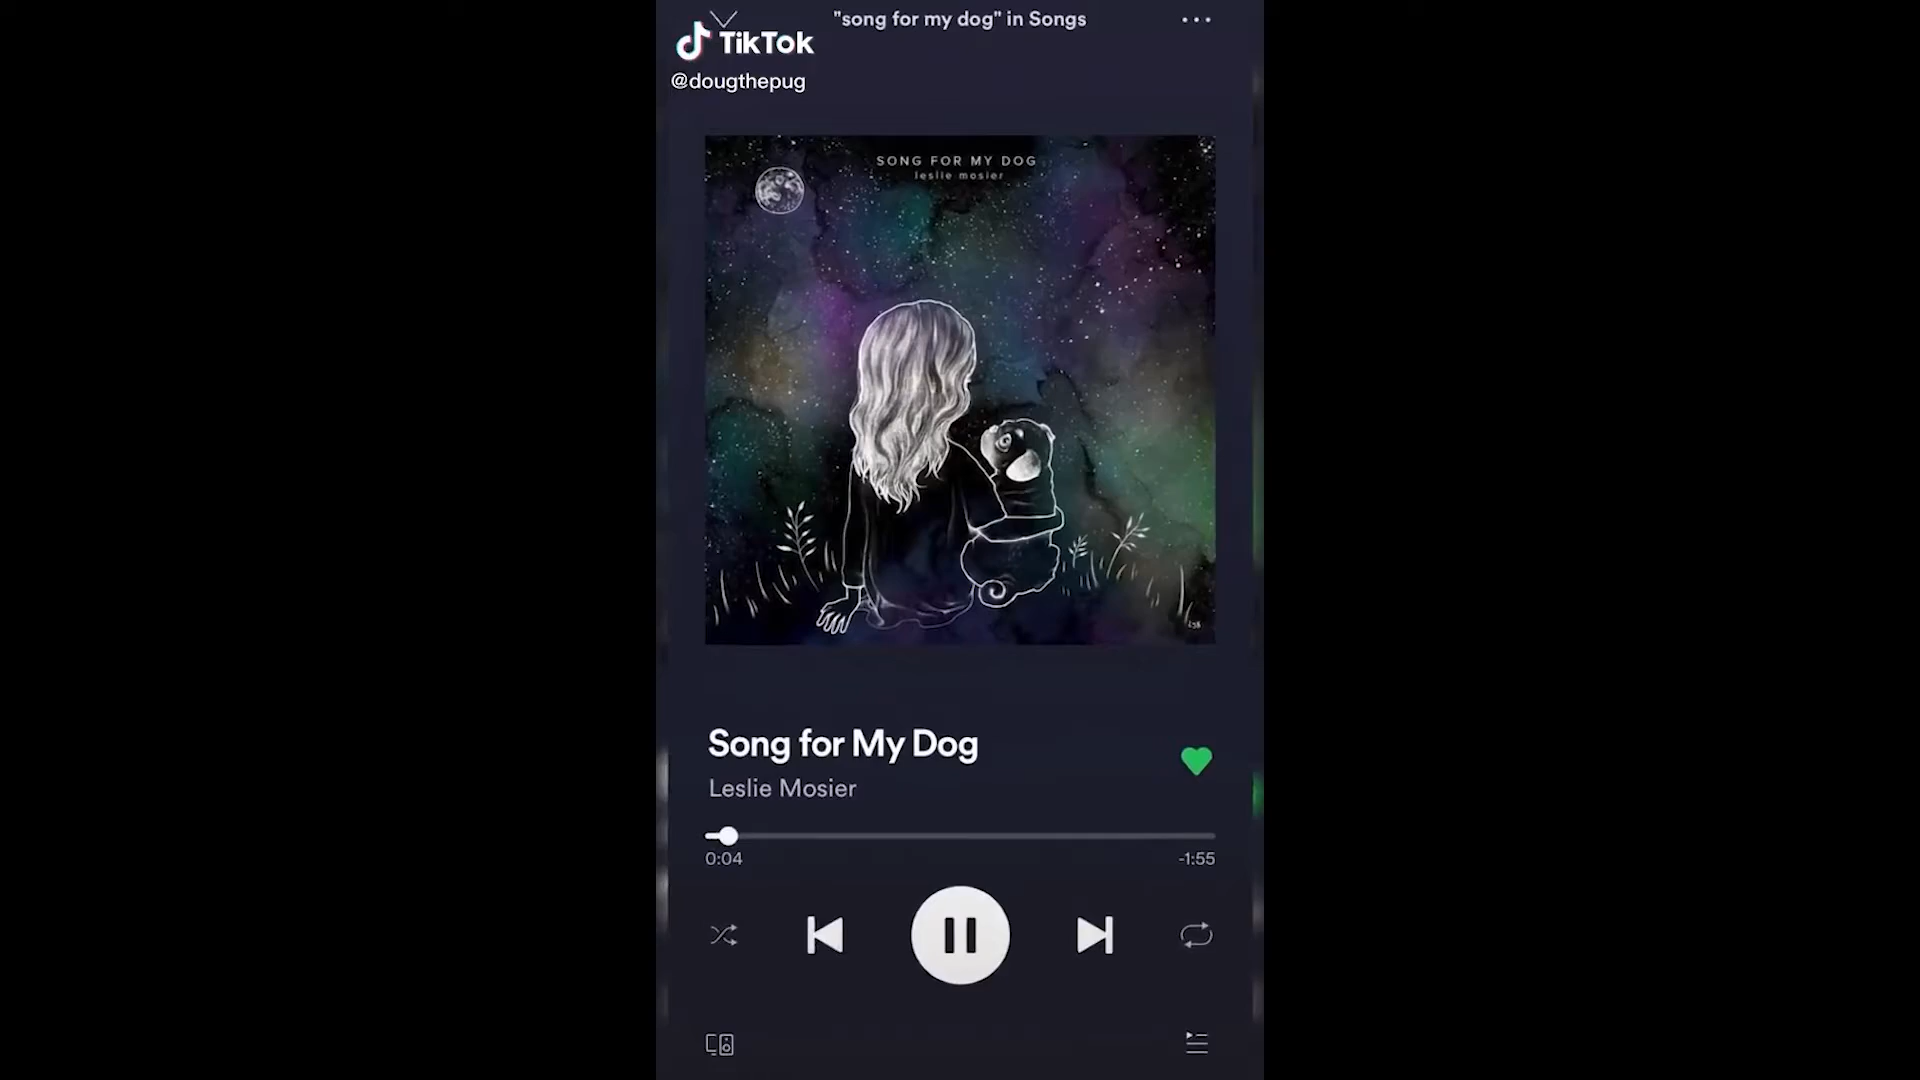 "song for my dog" in Songs
TikTok
@dougthepug
SONG FOR MY DOG
leslie mosier
Song for My Dog
Leslie Mosier
0:04
-1:55